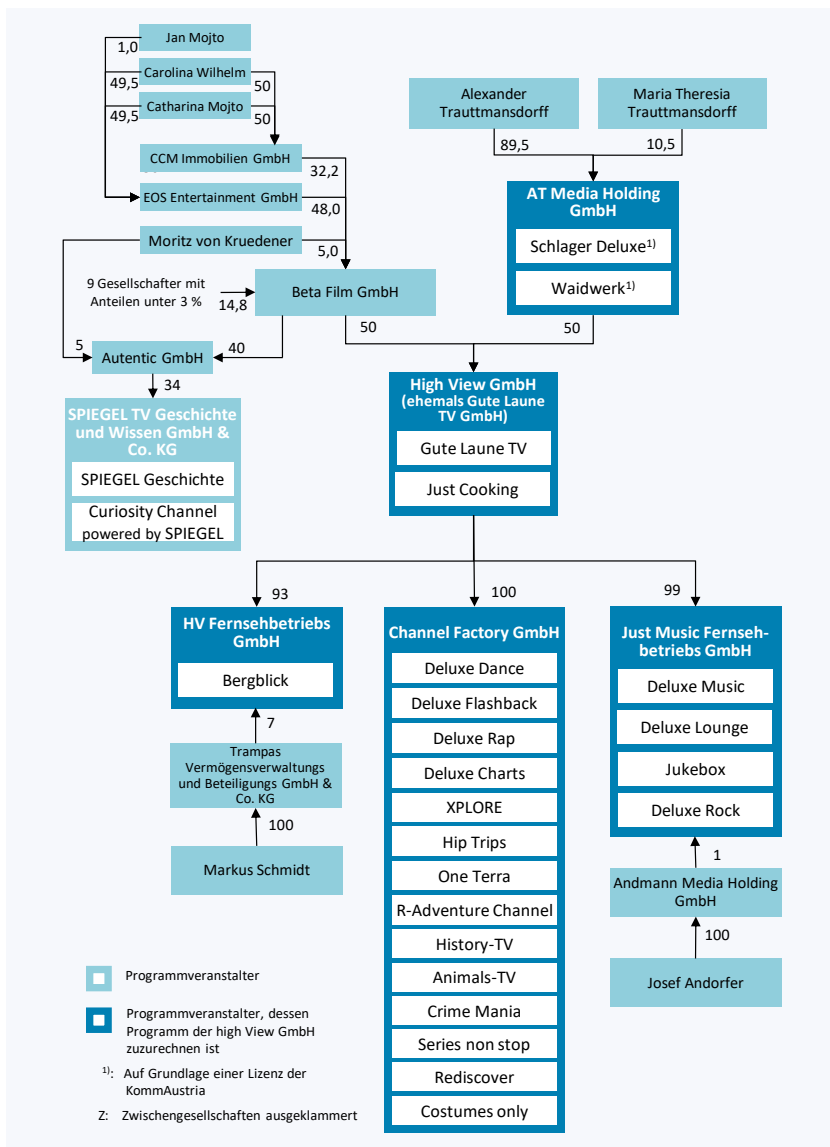 Jan Mojto
1,0
Carolina Wilhelm
49,5
50
Catharina Mojto
49,5
50
CCM Immobilien GmbH
32,2
EOS Entertainment GmbH
48,0
Moritz von Kruedener
5,0
9 Gesellschafter mit
Anteilen unter 3 %
14,8
Beta Film GmbH
50
5
40
Autentic GmbH
34
SPIEGEL TV Geschichte
und Wissen GmbH &
Co. KG
SPIEGEL Geschichte
Curiosity Channel
powered by SPIEGEL
Alexander
Trauttmansdorff
Maria Theresia
Trauttmansdorff
89,5
10,5
AT Media Holding
GmbH
Schlager Deluxe1)
Waidwerk1)
50
High View GmbH
(ehemals Gute Laune
TV GmbH)
Gute Laune TV
Just Cooking
93
100
99
HV Fernsehbetriebs
GmbH
Bergblick
7
Trampas
Vermögensverwaltungs
und Beteiligungs GmbH &
Co. KG
100
Markus Schmidt
Channel Factory GmbH
Deluxe Dance
Deluxe Flashback
Deluxe Rap
Deluxe Charts
XPLORE
Hip Trips
One Terra
R-Adventure Channel
History-TV
Animals-TV
Crime Mania
Series non stop
Rediscover
Costumes only
Just Music Fernseh-
betriebs GmbH
Deluxe Music
Deluxe Lounge
Jukebox
Deluxe Rock
1
Andmann Media Holding
GmbH
100
Josef Andorfer
Programmveranstalter
Programmveranstalter, dessen
Programm der high View GmbH
zuzurechnen ist
1): Auf Grundlage einer Lizenz der
KommAustria
Z: Zwischengesellschaften ausgeklammert